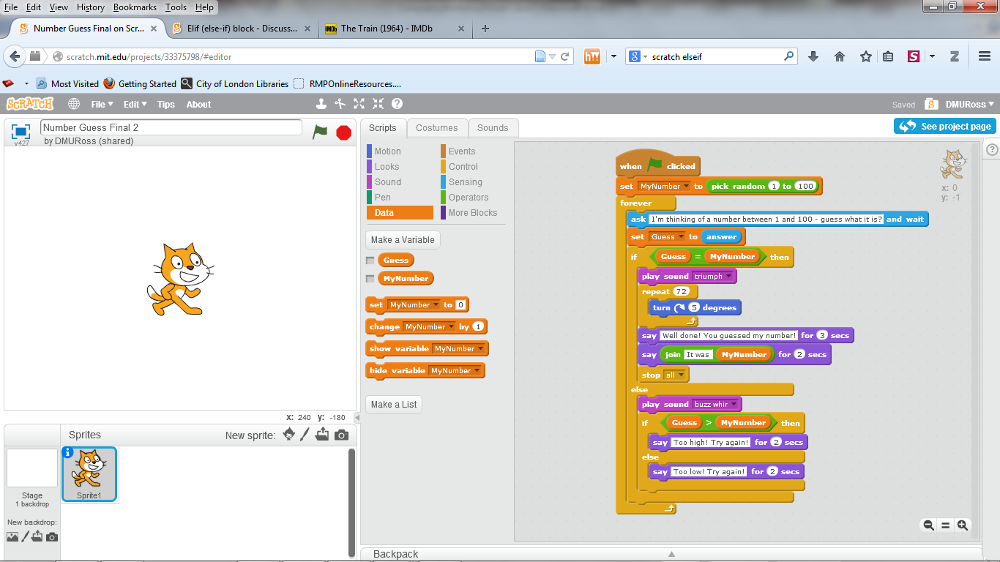 File Edit View History Bookmarks Tools Help
Number Guess Final on Scr... × Elif (else-if) block - Discuss... × IMDb The Train (1964) - IMDb × +
scratch.mit.edu/projects/33375798/#editor scratch elseif
Most Visited Getting Started City of London Libraries RMPOnlineResources....
SCRATCH File Edit Tips About Saved DMURoss
Number Guess Final 2
by DMURoss (shared)
v427
Scripts Costumes Sounds
See project page
Motion Events
Looks Control
Sound Sensing
Pen Operators
Data More Blocks
Make a Variable
Guess
MyNumber
set MyNumber to 0
change MyNumber by 1
show variable MyNumber
hide variable MyNumber
Make a List
when clicked
set MyNumber to pick random 1 to 100
forever
ask I'm thinking of a number between 1 and 100 - guess what it is? and wait
set Guess to answer
if Guess = MyNumber then
play sound triumph
repeat 72
turn 5 degrees
say Well done! You guessed my number! for 3 secs
say join It was MyNumber for 2 secs
stop all
else
play sound buzz whir
if Guess > MyNumber then
say Too high! Try again! for 2 secs
else
say Too low! Try again! for 2 secs
x: 0
y: -1
x: 240 y: -180
Sprites New sprite:
Stage
1 backdrop
Sprite1
New backdrop:
Backpack